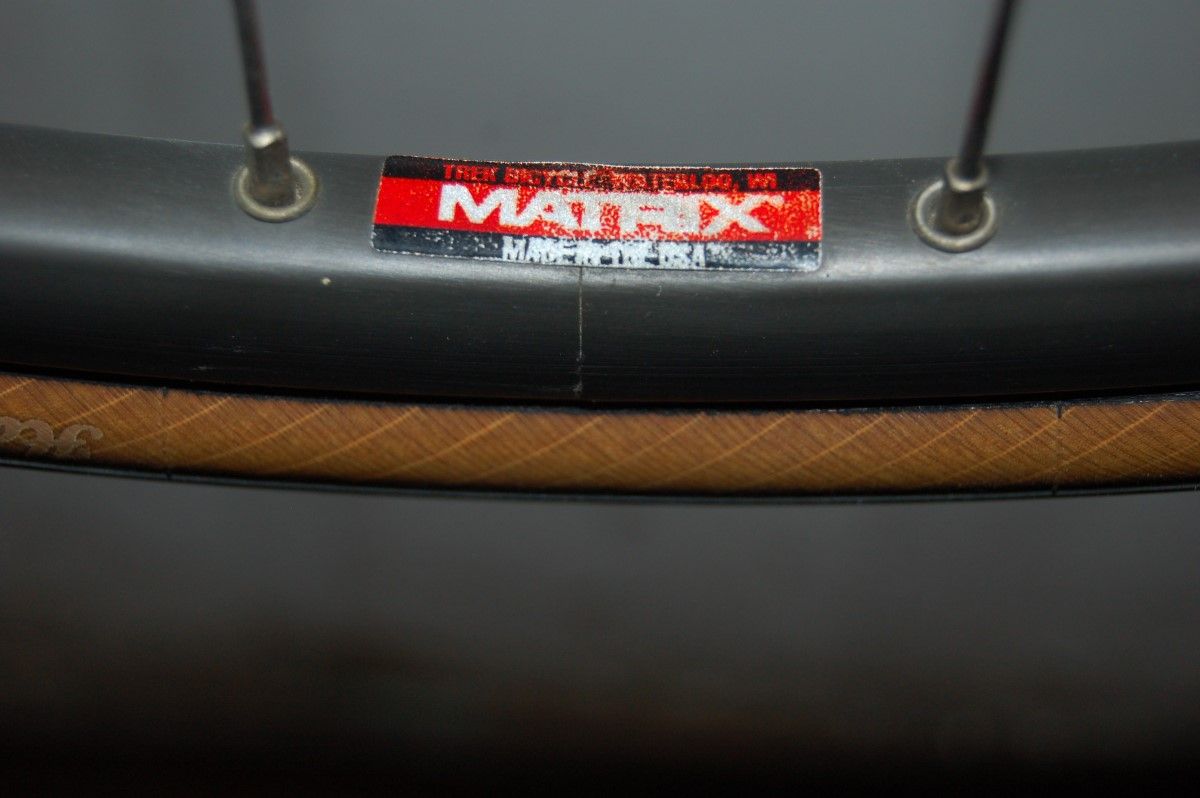 TREK BICYCLE WATERLOO, WI
MATRIX
MADE IN THE USA